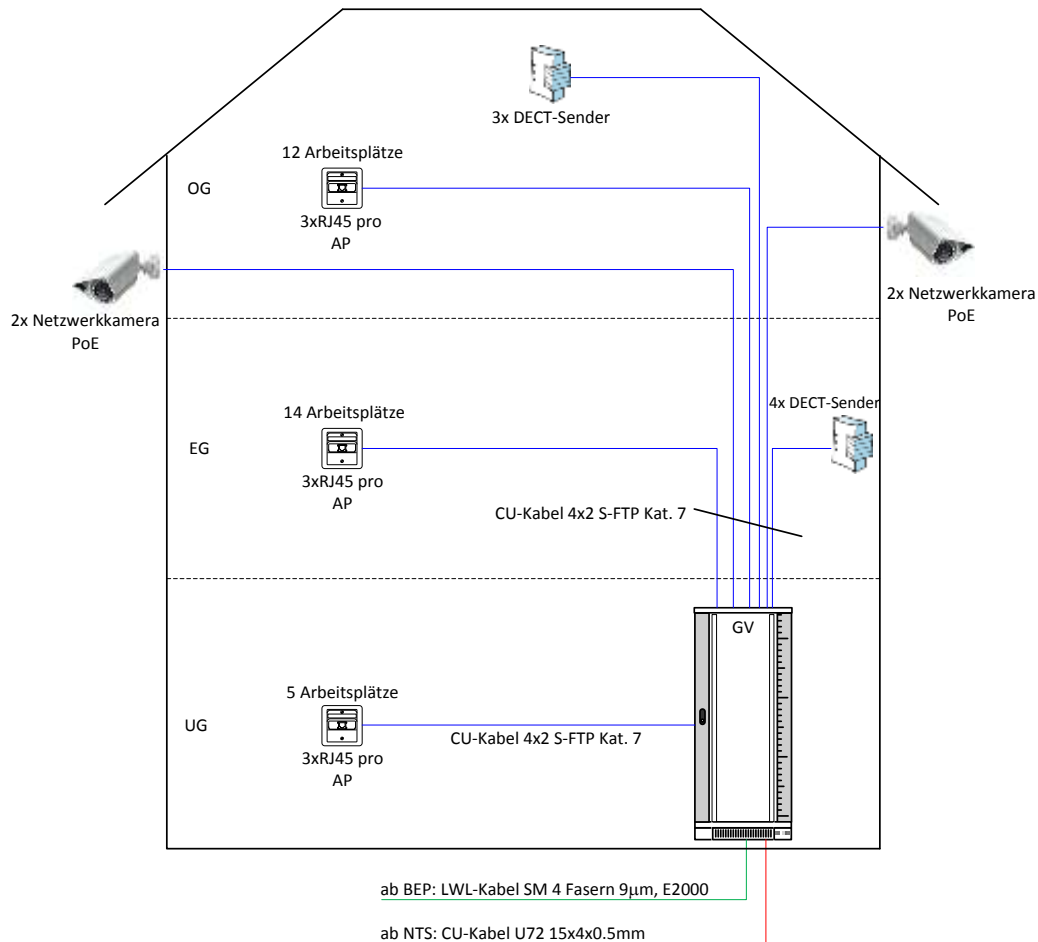 3x DECT-Sender
12 Arbeitsplätze
OG
3xRJ45 pro
AP
2x Netzwerkkamera
PoE
2x Netzwerkkamera
PoE
14 Arbeitsplätze
4x DECT-Sender
EG
3xRJ45 pro
AP
CU-Kabel 4x2 S-FTP Kat. 7
GV
5 Arbeitsplätze
UG
CU-Kabel 4x2 S-FTP Kat. 7
3xRJ45 pro
AP
ab BEP: LWL-Kabel SM 4 Fasern 9µm, E2000
ab NTS: CU-Kabel U72 15x4x0.5mm